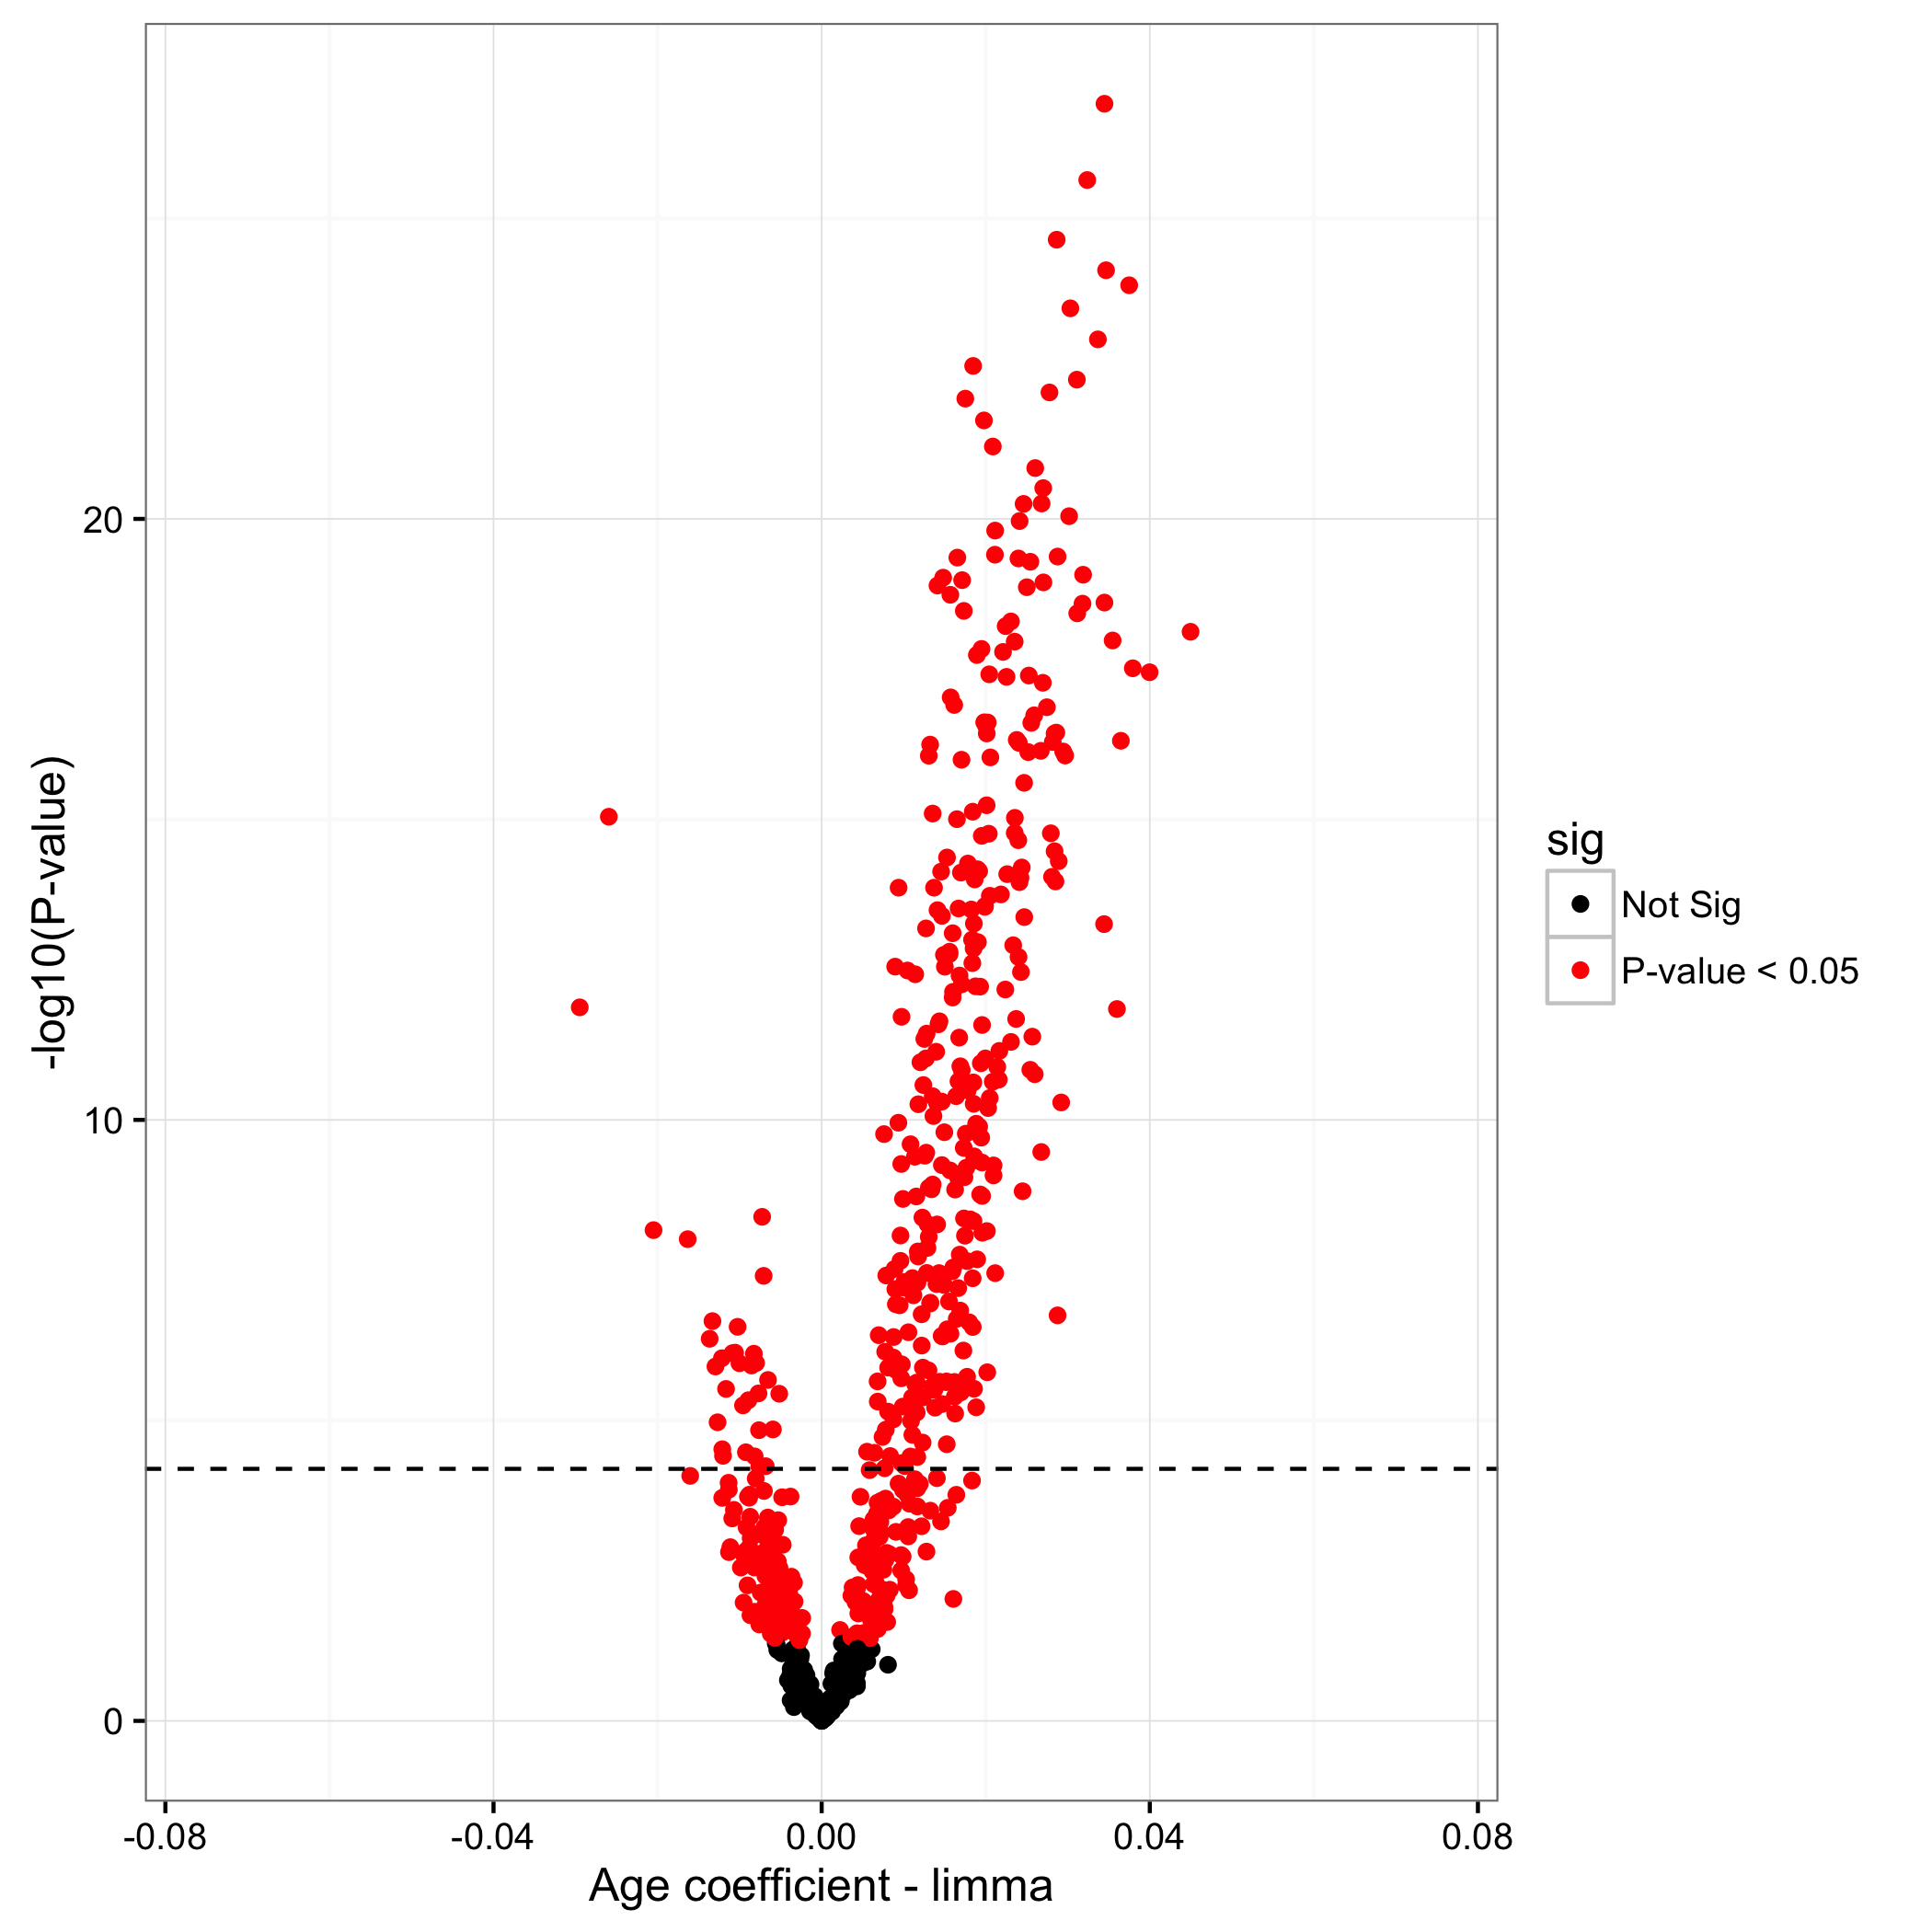 -log10(P-value)
20
10
0
-0.08
-0.04
0.00
0.04
0.08
Age coefficient - limma
sig
Not Sig
P-value < 0.05